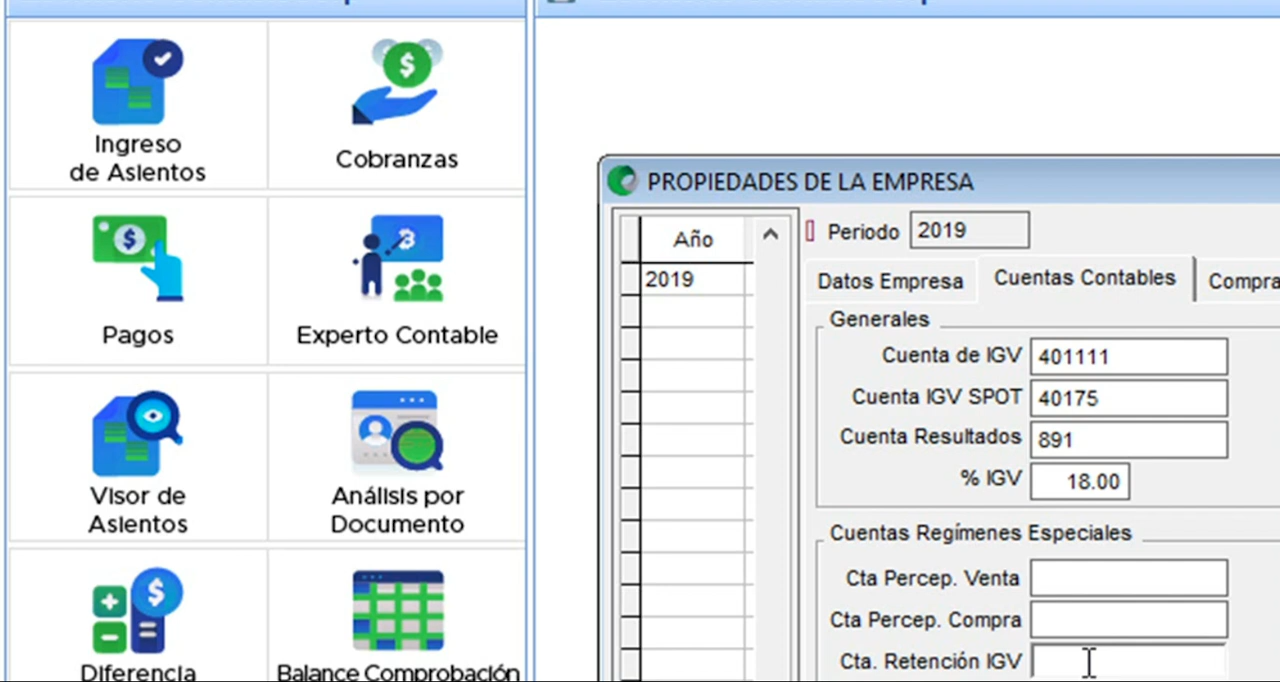 Ingreso
de Asientos
Cobranzas
Pagos
Experto Contable
Visor de
Asientos
Análisis por
Documento
Diferencia
Balance Comprobación
PROPIEDADES DE LA EMPRESA
Año
2019
Periodo 2019
Datos Empresa Cuentas Contables Compra
Generales
Cuenta de IGV 401111
Cuenta IGV SPOT 40175
Cuenta Resultados 891
% IGV 18.00
Cuentas Regímenes Especiales
Cta Percep. Venta
Cta Percep. Compra
Cta. Retención IGV